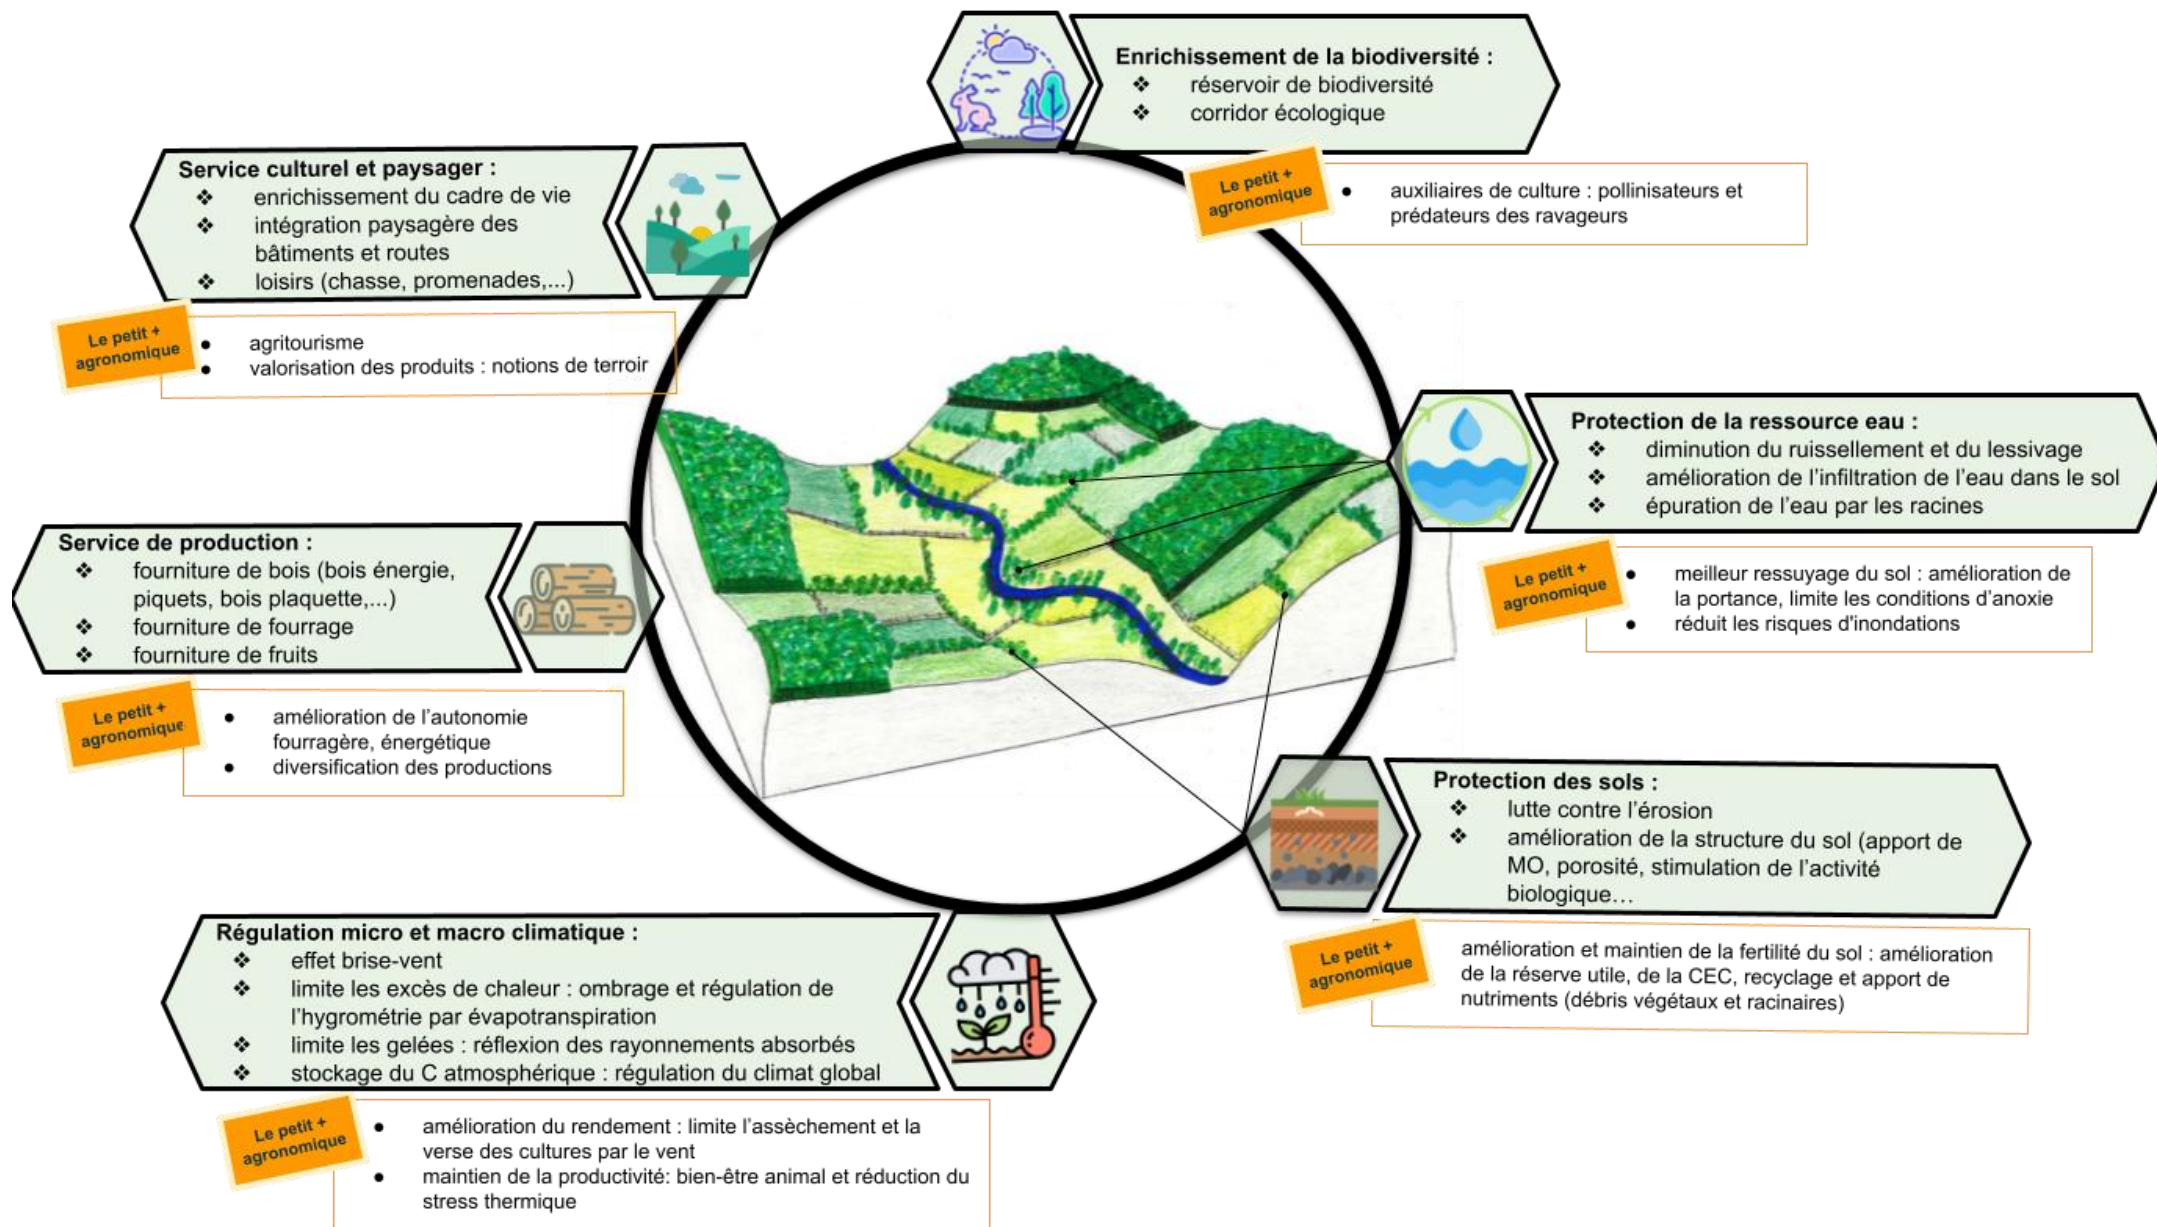 Enrichissement de la biodiversité :
❖ réservoir de biodiversité
❖ corridor écologique
Le petit +
agronomique
● auxiliaires de culture : pollinisateurs et
prédateurs des ravageurs
Service culturel et paysager :
❖ enrichissement du cadre de vie
❖ intégration paysagère des
bâtiments et routes
❖ loisirs (chasse, promenades,...)
Le petit +
agronomique
● agritourisme
● valorisation des produits : notions de terroir
Protection de la ressource eau :
❖ diminution du ruissellement et du lessivage
❖ amélioration de l'infiltration de l'eau dans le sol
❖ épuration de l'eau par les racines
Le petit +
agronomique
● meilleur ressuyage du sol : amélioration de
la portance, limite les conditions d'anoxie
● réduit les risques d'inondations
Service de production :
❖ fourniture de bois (bois énergie,
piquets, bois plaquette,...)
❖ fourniture de fourrage
❖ fourniture de fruits
Le petit +
agronomique
● amélioration de l'autonomie
fourragère, énergétique
● diversification des productions
Protection des sols :
❖ lutte contre l'érosion
❖ amélioration de la structure du sol (apport de
MO, porosité, stimulation de l'activité
biologique…
Le petit +
agronomique
amélioration et maintien de la fertilité du sol : amélioration
de la réserve utile, de la CEC, recyclage et apport de
nutriments (débris végétaux et racinaires)
Régulation micro et macro climatique :
❖ effet brise-vent
❖ limite les excès de chaleur : ombrage et régulation de
l'hygrométrie par évapotranspiration
❖ limite les gelées : réflexion des rayonnements absorbés
❖ stockage du C atmosphérique : régulation du climat global
Le petit +
agronomique
● amélioration du rendement : limite l'assèchement et la
verse des cultures par le vent
● maintien de la productivité: bien-être animal et réduction du
stress thermique